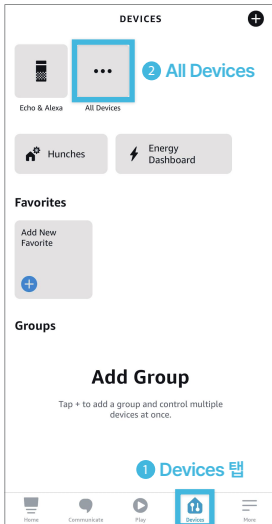 DEVICES
2 All Devices
Echo & Alexa
All Devices
Hunches
Energy
Dashboard
Favorites
Add New
Favorite
Groups
Add Group
Tap + to add a group and control multiple
devices at once.
1 Devices 탭
Home
Communicate
Play
Devices
More